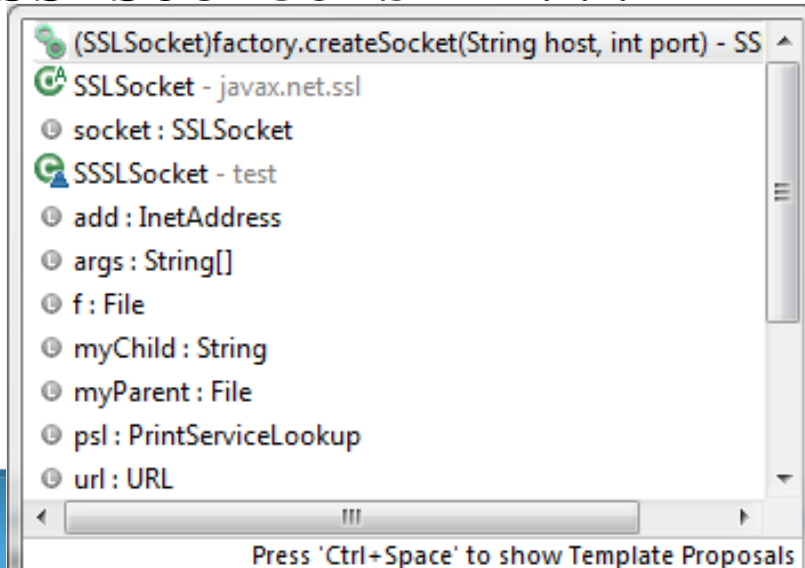 (SSLSocket)factory.createSocket(String host, int port) - SS
SSLSocket - javax.net.ssl
socket : SSLSocket
SSSLSocket - test
add : InetAddress
args : String[]
f : File
myChild : String
myParent : File
psl : PrintServiceLookup
url : URL
Press 'Ctrl+Space' to show Template Proposals